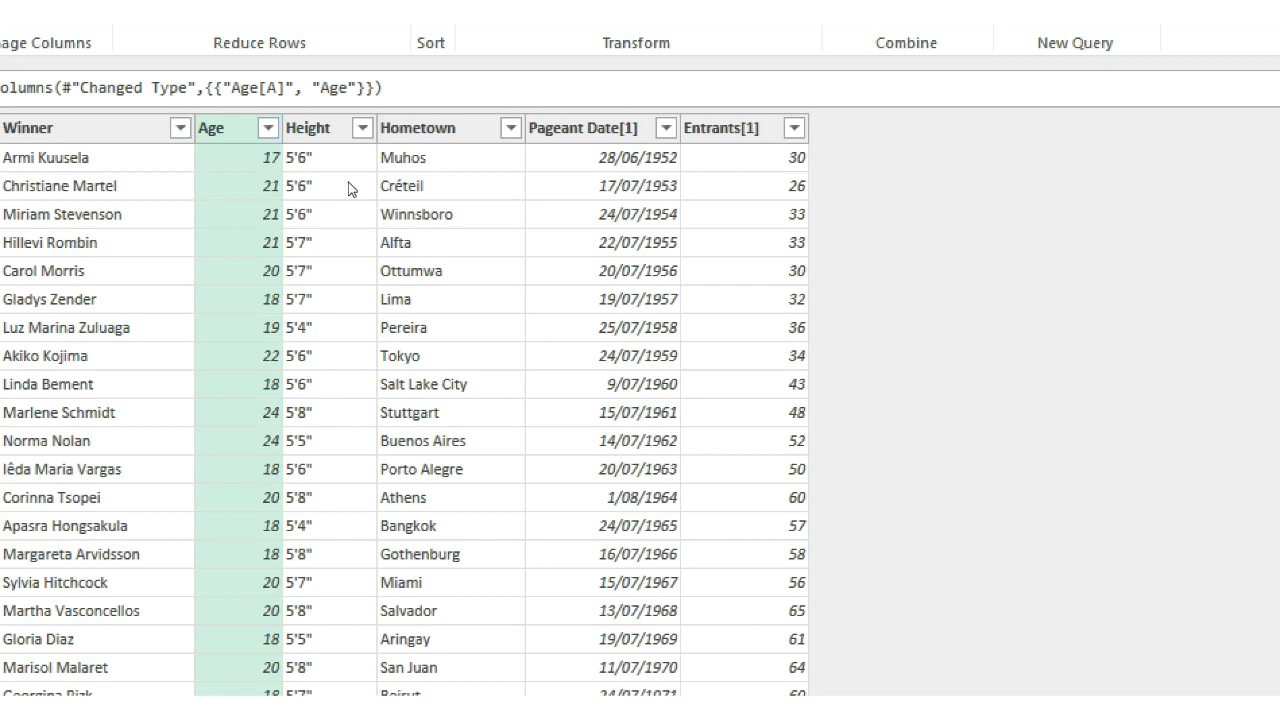 age Columns Reduce Rows Sort Transform Combine New Query
olumns(#"Changed Type",{{"Age[A]", "Age"}})
Winner Age Height Hometown Pageant Date[1] Entrants[1]
Armi Kuusela 17 5'6" Muhos 28/06/1952 30
Christiane Martel 21 5'6" Créteil 17/07/1953 26
Miriam Stevenson 21 5'6" Winnsboro 24/07/1954 33
Hillevi Rombin 21 5'7" Alfta 22/07/1955 33
Carol Morris 20 5'7" Ottumwa 20/07/1956 30
Gladys Zender 18 5'7" Lima 19/07/1957 32
Luz Marina Zuluaga 19 5'4" Pereira 25/07/1958 36
Akiko Kojima 22 5'6" Tokyo 24/07/1959 34
Linda Bement 18 5'6" Salt Lake City 9/07/1960 43
Marlene Schmidt 24 5'8" Stuttgart 15/07/1961 48
Norma Nolan 24 5'5" Buenos Aires 14/07/1962 52
Iêda Maria Vargas 18 5'6" Porto Alegre 20/07/1963 50
Corinna Tsopei 20 5'8" Athens 1/08/1964 60
Apasra Hongsakula 18 5'4" Bangkok 24/07/1965 57
Margareta Arvidsson 18 5'8" Gothenburg 16/07/1966 58
Sylvia Hitchcock 20 5'7" Miami 15/07/1967 56
Martha Vasconcellos 20 5'8" Salvador 13/07/1968 65
Gloria Diaz 18 5'5" Aringay 19/07/1969 61
Marisol Malaret 20 5'8" San Juan 11/07/1970 64
Georgina Rizk 18 5'7" Beirut 24/07/1971 60